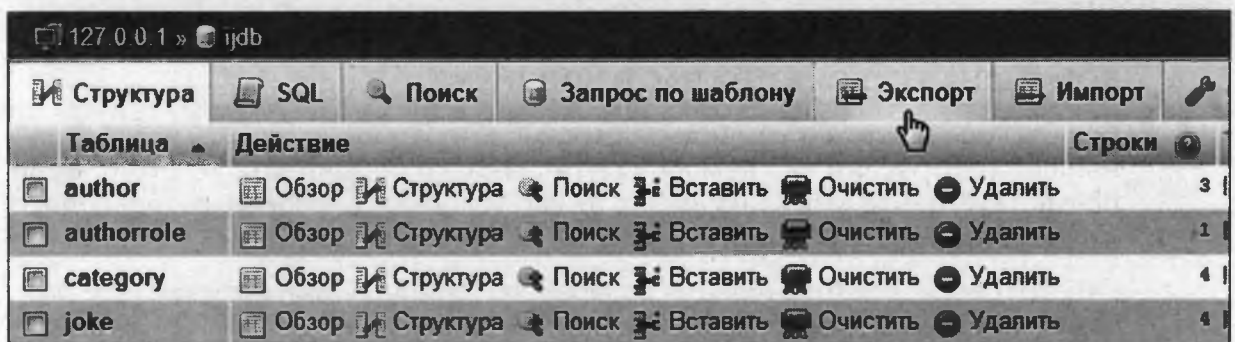 127.0.0.1 » ijdb
Структура SQL Поиск Запрос по шаблону Экспорт Импорт
Таблица Действие Строки
author Обзор Структура Поиск Вставить Очистить Удалить 3
authorrole Обзор Структура Поиск Вставить Очистить Удалить 1
category Обзор Структура Поиск Вставить Очистить Удалить 4
joke Обзор Структура Поиск Вставить Очистить Удалить 4